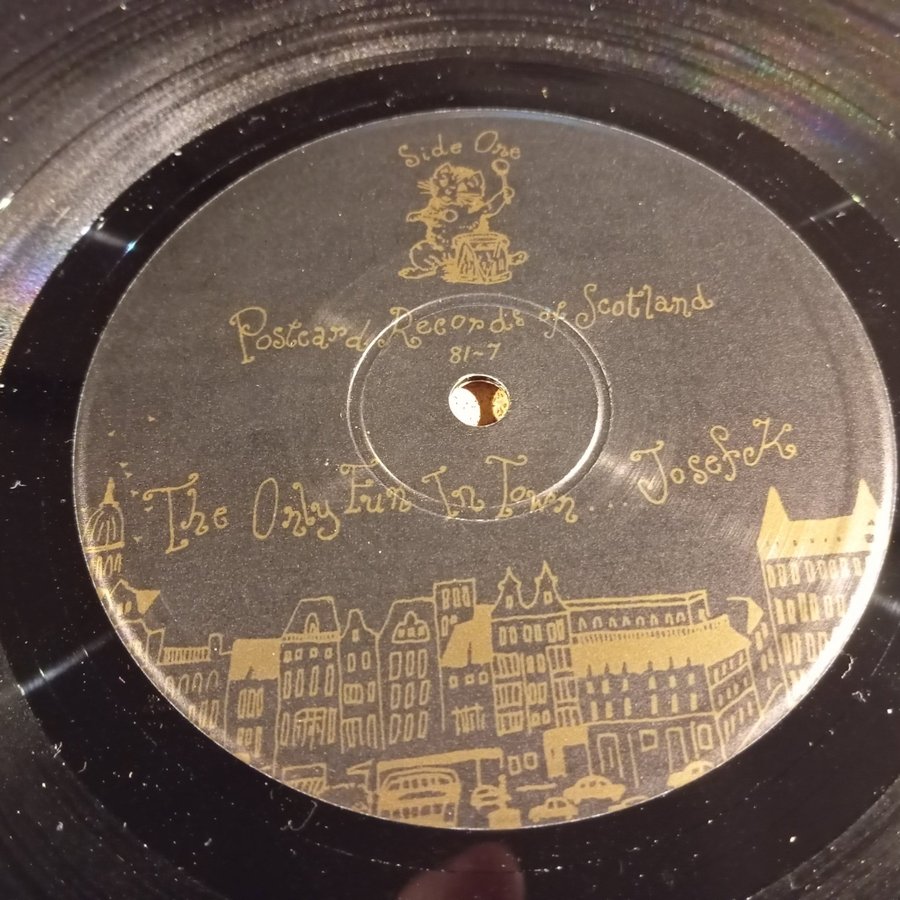 Side One
Postcard Records of Scotland
81~7
The Only Fun In Town... Josef K